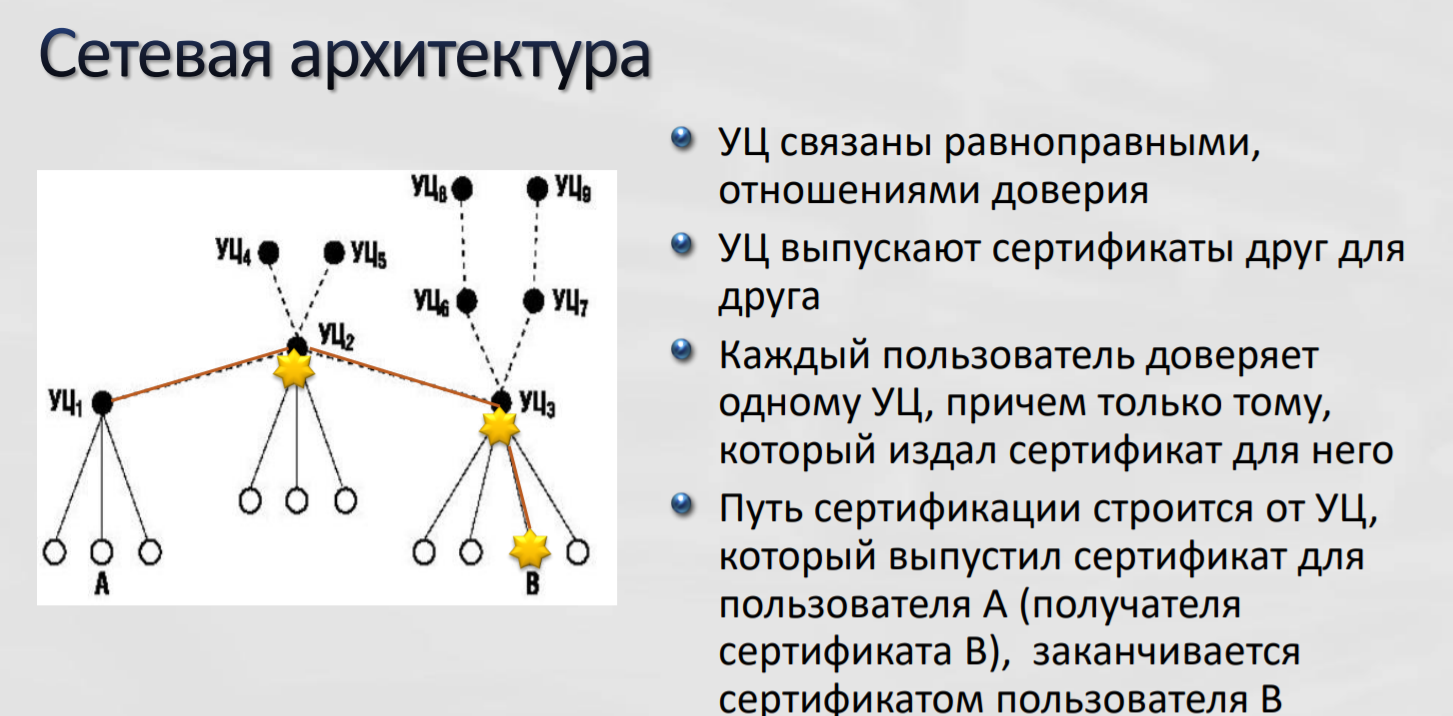 Сетевая архитектура
УЦ₈
УЦ₉
УЦ₄
УЦ₅
УЦ₆
УЦ₇
УЦ₂
УЦ₁
УЦ₃
A
B
УЦ связаны равноправными,
отношениями доверия
УЦ выпускают сертификаты друг для
друга
Каждый пользователь доверяет
одному УЦ, причем только тому,
который издал сертификат для него
Путь сертификации строится от УЦ,
который выпустил сертификат для
пользователя А (получателя
сертификата В), заканчивается
сертификатом пользователя В